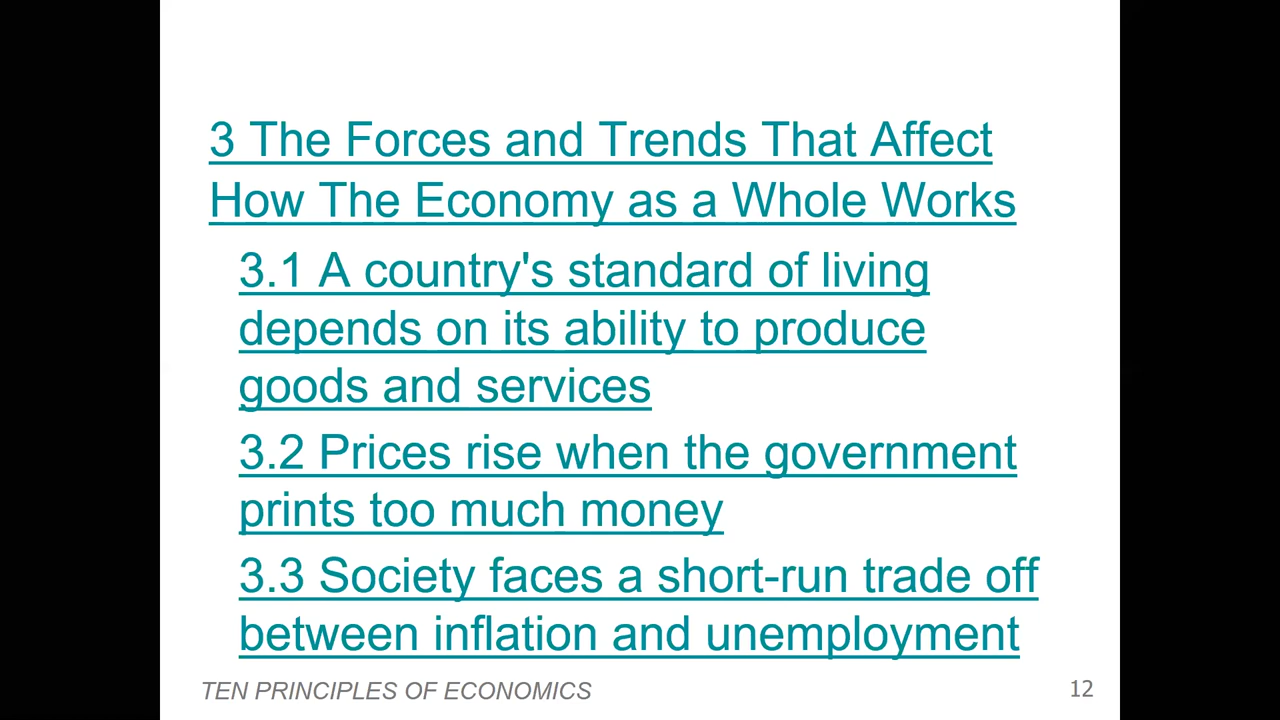 3 The Forces and Trends That Affect
How The Economy as a Whole Works
3.1 A country's standard of living
depends on its ability to produce
goods and services
3.2 Prices rise when the government
prints too much money
3.3 Society faces a short-run trade off
between inflation and unemployment
TEN PRINCIPLES OF ECONOMICS
12